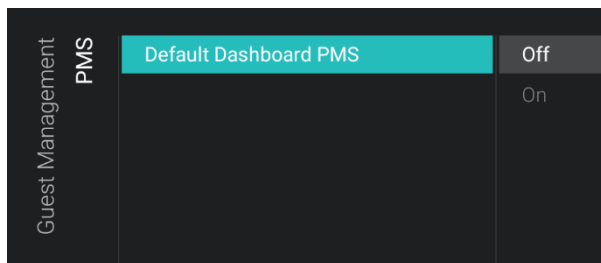 Guest Management
PMS
Default Dashboard PMS
Off
On